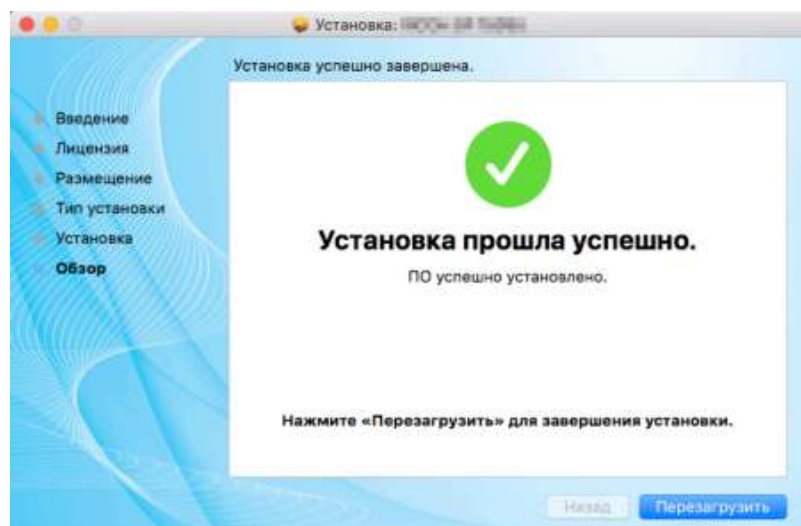 Установка:
Установка успешно завершена.
Введение
Лицензия
Размещение
Тип установки
Установка
Обзор
Установка прошла успешно.
ПО успешно установлено.
Нажмите «Перезагрузить» для завершения установки.
Назад
Перезагрузить